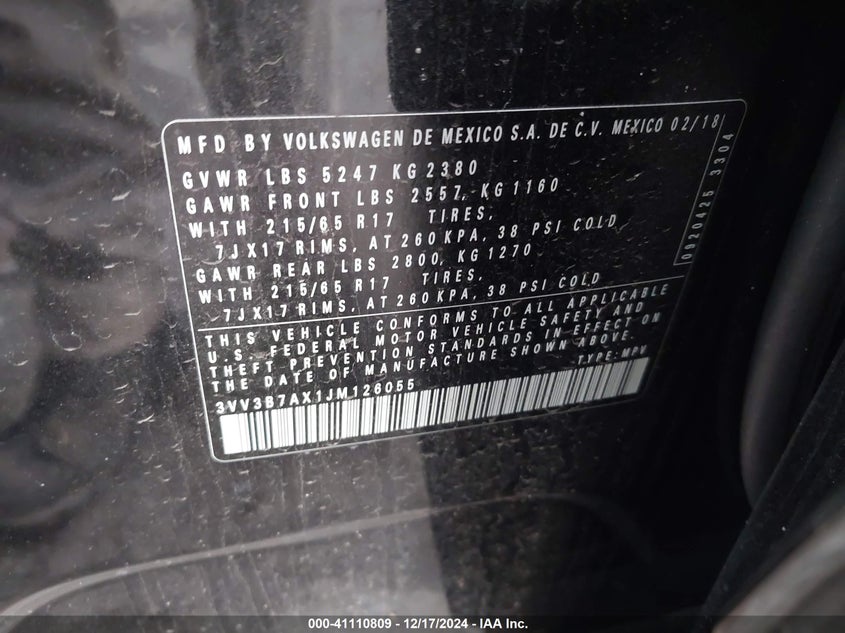 MFD BY VOLKSWAGEN DE MEXICO S.A. DE C.V. MEXICO 02/18
GVWR LBS 5247 KG 2380
GAWR FRONT LBS 2557, KG 1160
WITH 215/65 R17 TIRES,
7JX17 RIMS, AT 260 KPA, 38 PSI COLD
GAWR REAR LBS 2800, KG 1270
WITH 215/65 R17 TIRES,
7JX17 RIMS, AT 260 KPA, 38 PSI COLD
THIS VEHICLE CONFORMS TO ALL APPLICABLE
U.S. FEDERAL MOTOR VEHICLE SAFETY AND
THEFT PREVENTION STANDARDS IN EFFECT ON
THE DATE OF MANUFACTURE SHOWN ABOVE.
3VV3B7AX1JM126055 TYPE: MPV
0920425 3304
000-41110809 - 12/17/2024 - IAA Inc.